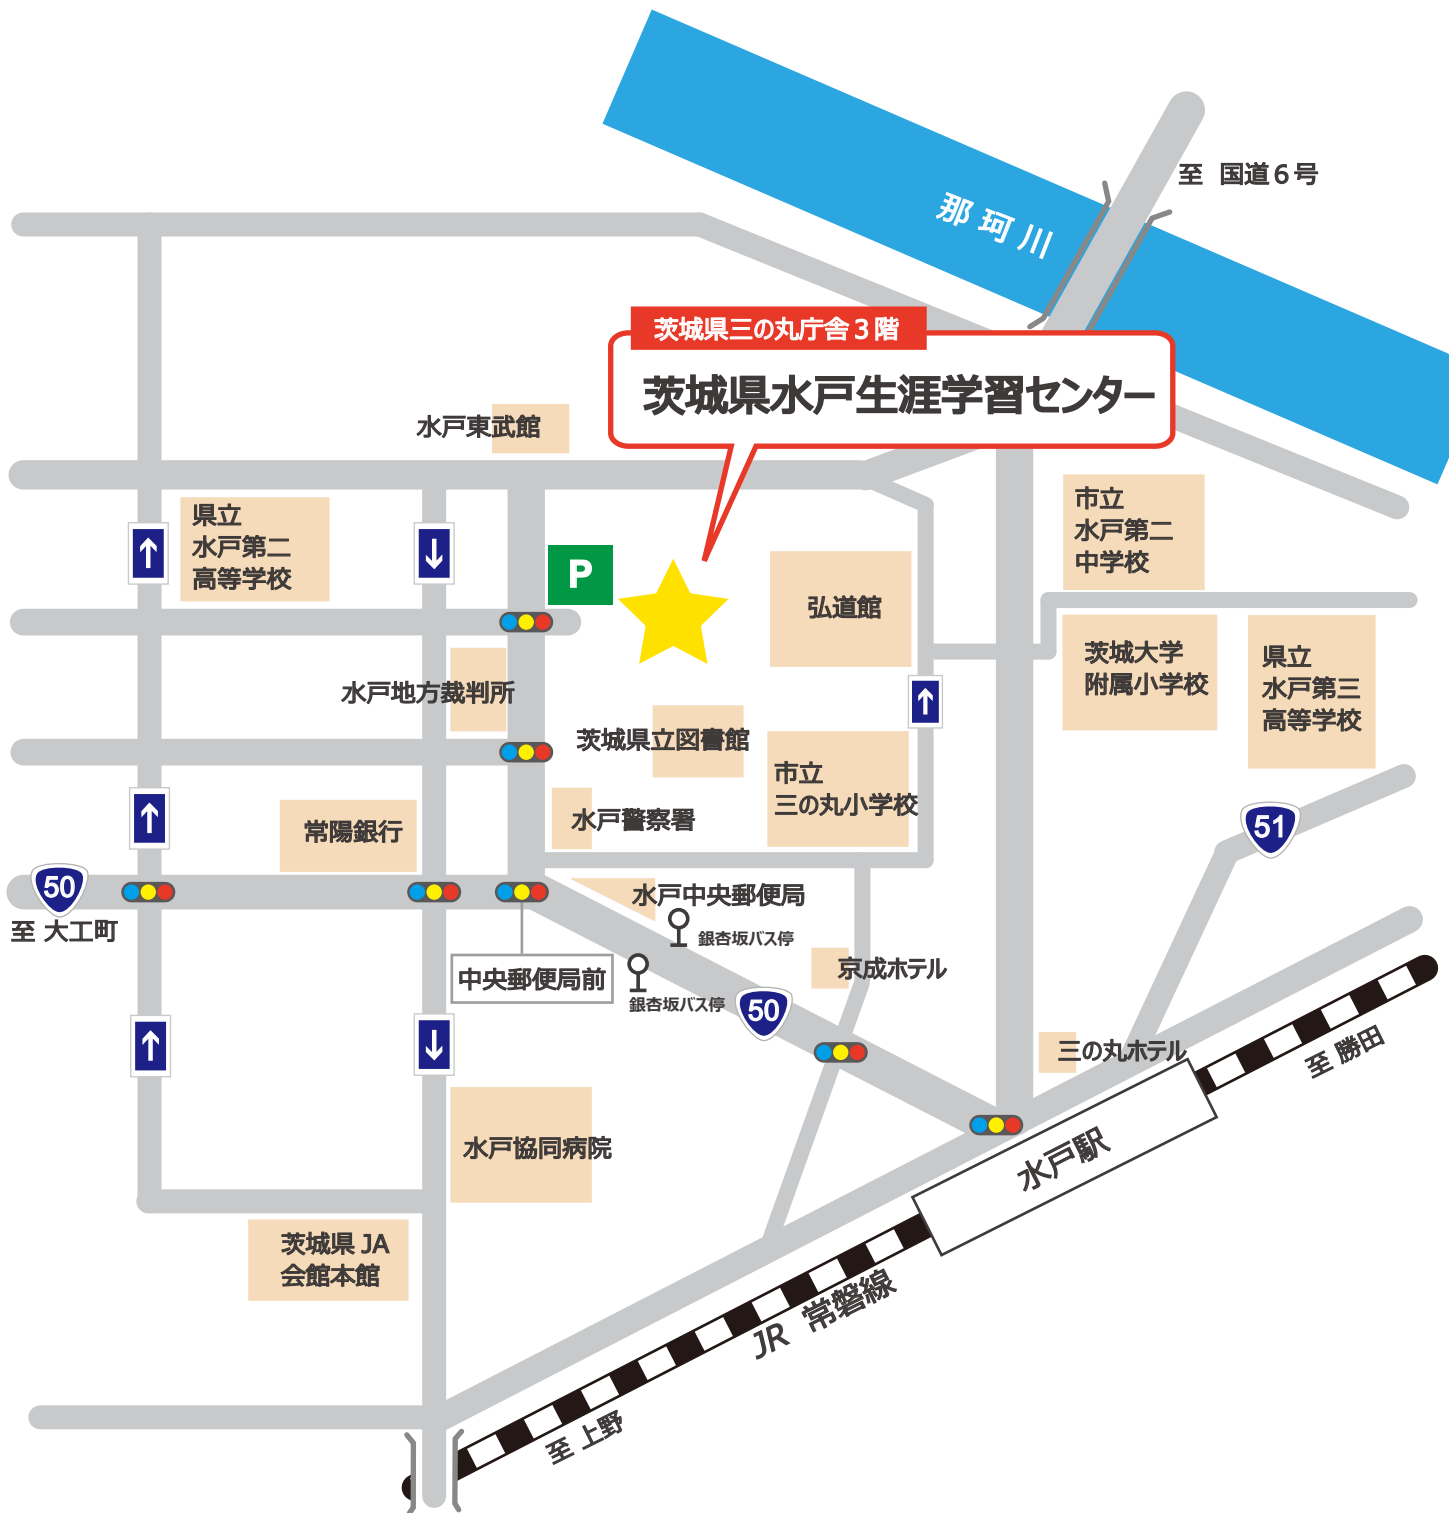 至 国道6号
那珂川
茨城県三の丸庁舎3階
茨城県水戸生涯学習センター
水戸東武館
県立
水戸第二
高等学校
P
弘道館
市立
水戸第二
中学校
茨城大学
附属小学校
県立
水戸第三
高等学校
水戸地方裁判所
茨城県立図書館
市立
三の丸小学校
水戸警察署
常陽銀行
51
50
至 大工町
水戸中央郵便局
銀杏坂バス停
中央郵便局前
銀杏坂バス停
京成ホテル
50
三の丸ホテル
至 勝田
水戸駅
水戸協同病院
茨城県 JA
会館本館
JR 常磐線
至 上野